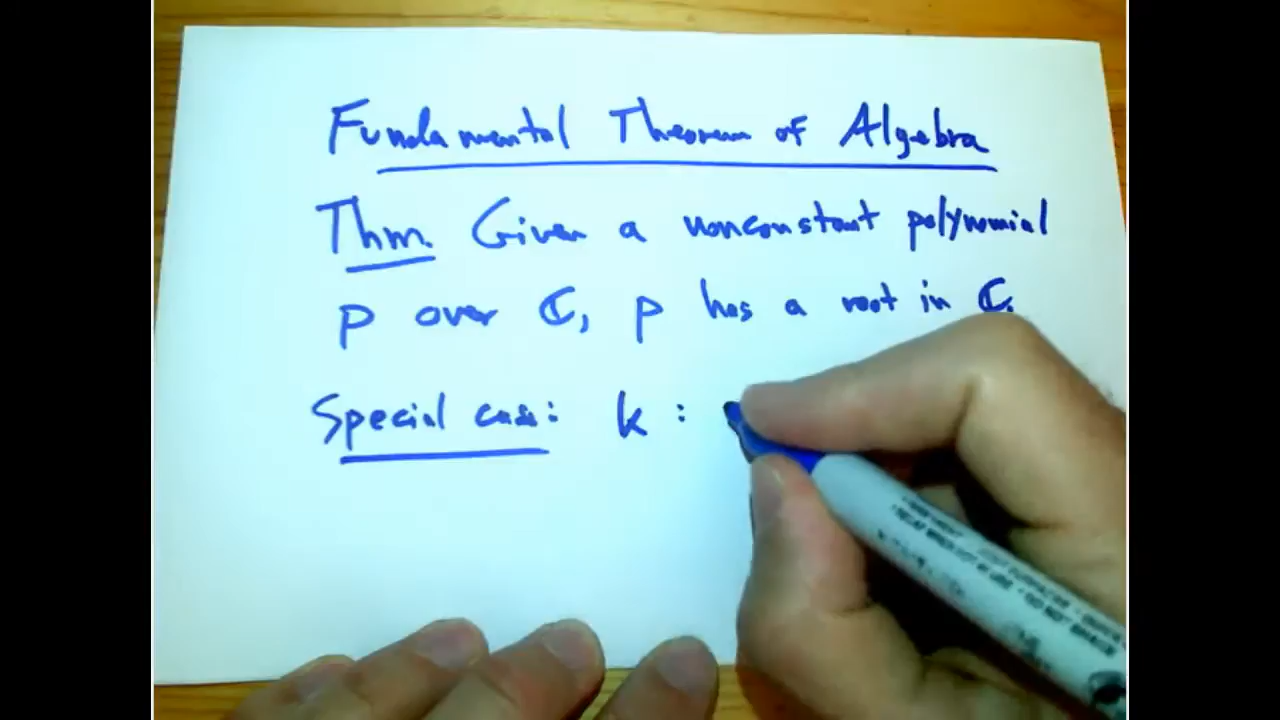 Fundamental Theorem of Algebra
Thm. Given a nonconstant polynomial
p over ℂ, p has a root in ℂ.
Special case: k :